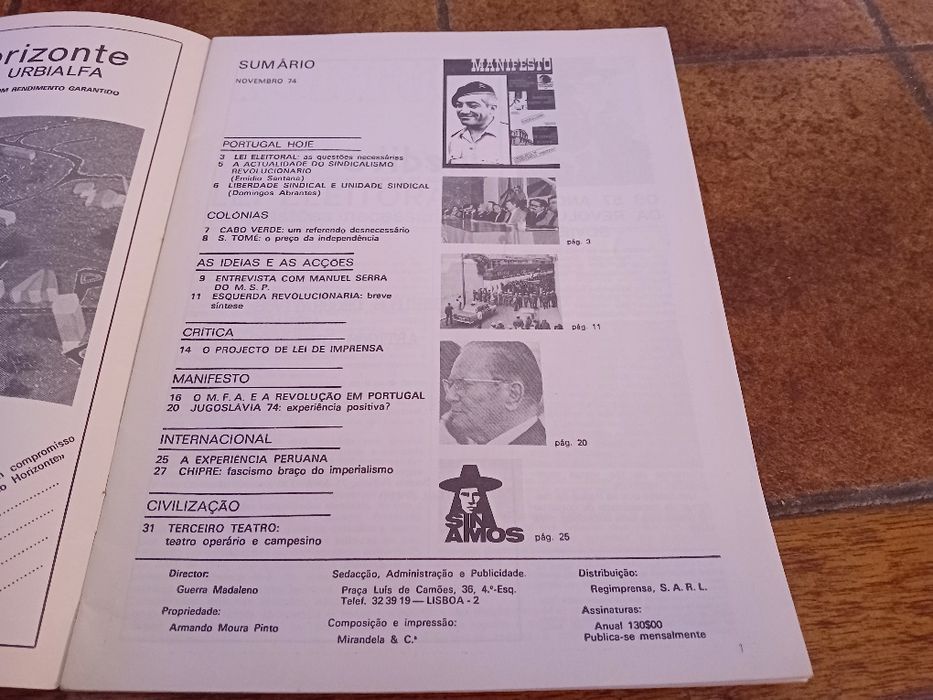 orizonte
URBIALFA
OM RENDIMENTO GARANTIDO
compromisso
Horizonte»
SUMÁRIO
NOVEMBRO 74
MANIFESTO
PORTUGAL HOJE
3 LEI ELEITORAL: as questões necessárias
5 A ACTUALIDADE DO SINDICALISMO
REVOLUCIONARIO
(Emídio Santana)
6 LIBERDADE SINDICAL E UNIDADE SINDICAL
(Domingos Abrantes)
COLÓNIAS
7 CABO VERDE: um referendo desnecessário
8 S. TOMÉ: o preço da independência
pág. 3
AS IDEIAS E AS ACÇÕES
9 ENTREVISTA COM MANUEL SERRA
DO M. S. P.
11 ESQUERDA REVOLUCIONARIA: breve
síntese
pág. 11
CRÍTICA
14 O PROJECTO DE LEI DE IMPRENSA
MANIFESTO
16 O M. F. A. E A REVOLUÇÃO EM PORTUGAL
20 JUGOSLÁVIA 74: experiência positiva?
pág. 20
INTERNACIONAL
25 A EXPERIÊNCIA PERUANA
27 CHIPRE: fascismo braço do imperialismo
CIVILIZAÇÃO
31 TERCEIRO TEATRO:
teatro operário e campesino
SIN
AMOS
pág. 25
Director:
Guerra Madaleno
Propriedade:
Armando Moura Pinto
Sedacção, Administração e Publicidade.
Praça Luís de Camões, 36, 4.º-Esq.
Telef. 32 39 19 — LISBOA - 2
Composição e impressão:
Mirandela & C.ª
Distribuição:
Regimprensa, S. A. R. L.
Assinaturas:
Anual 130$00
Publica-se mensalmente
1